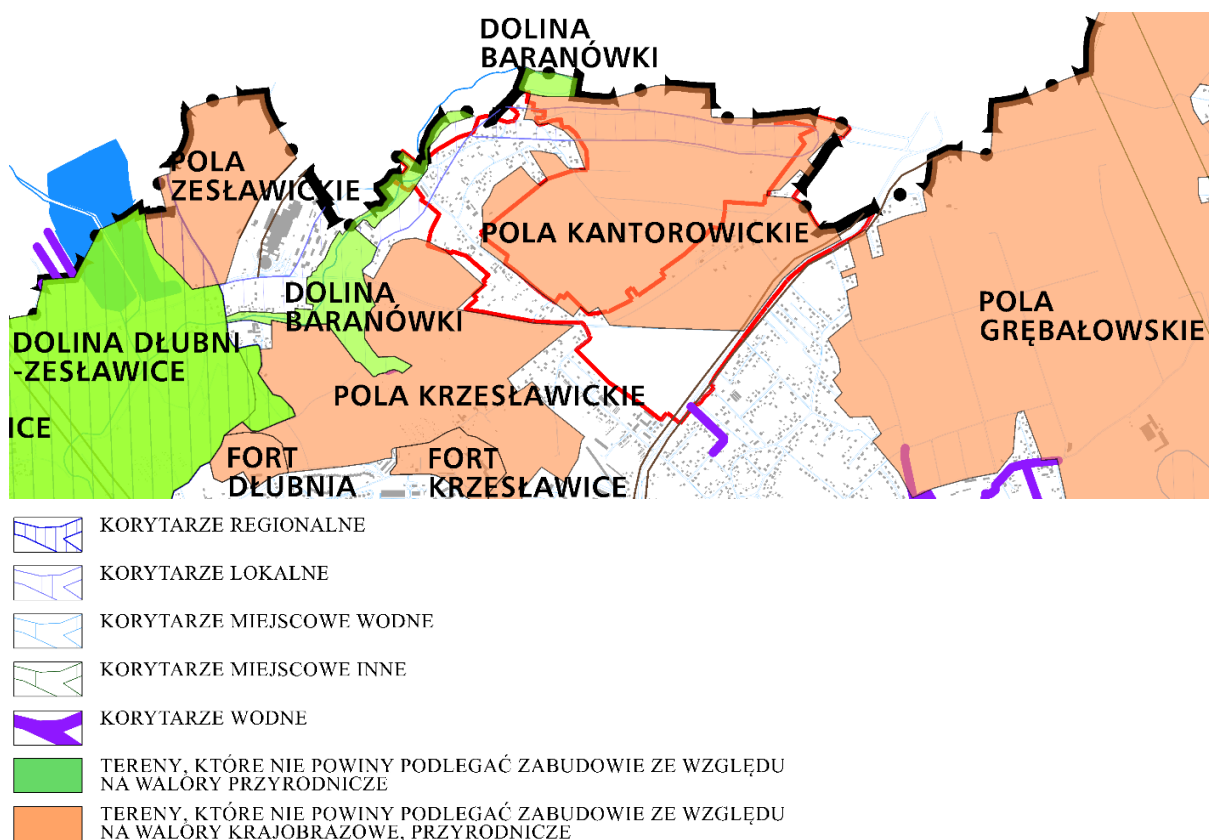 DOLINA
BARANÓWKI
POLA
ZESŁAWICKIE
POLA KANTOROWICKIE
DOLINA
BARANÓWKI
POLA
GRĘBAŁOWSKIE
DOLINA DŁUBNI
-ZESŁAWICE
POLA KRZESŁAWICKIE
ICE
FORT
DŁUBNIA
FORT
KRZESŁAWICE
KORYTARZE REGIONALNE
KORYTARZE LOKALNE
KORYTARZE MIEJSCOWE WODNE
KORYTARZE MIEJSCOWE INNE
KORYTARZE WODNE
TERENY, KTÓRE NIE POWINY PODLEGAĆ ZABUDOWIE ZE WZGLĘDU
NA WALORY PRZYRODNICZE
TERENY, KTÓRE NIE POWINY PODLEGAĆ ZABUDOWIE ZE WZGLĘDU
NA WALORY KRAJOBRAZOWE, PRZYRODNICZE